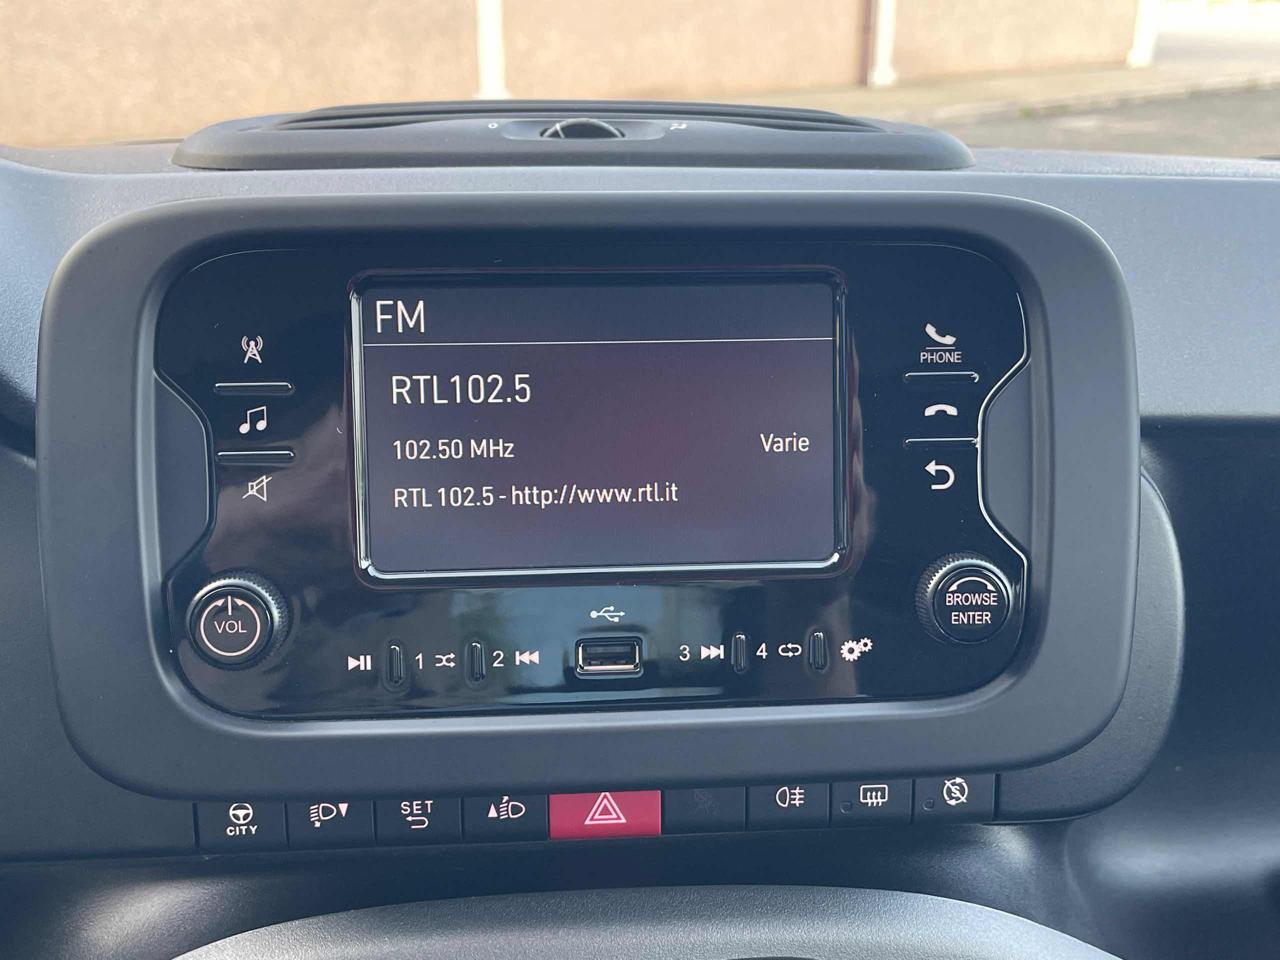 FM
RTL102.5
102.50 MHz
Varie
RTL 102.5 - http://www.rtl.it
PHONE
VOL
BROWSE
ENTER
1
2
3
4
CITY
SET